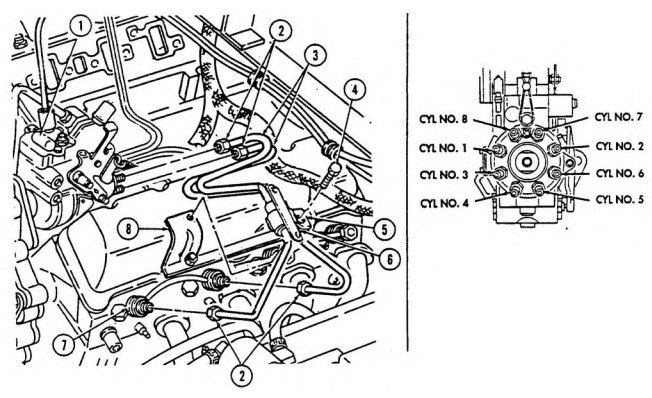 1
2
3
4
5
6
7
8
2
CYL NO. 8
CYL NO. 7
CYL NO. 1
CYL NO. 2
CYL NO. 3
CYL NO. 6
CYL NO. 4
CYL NO. 5